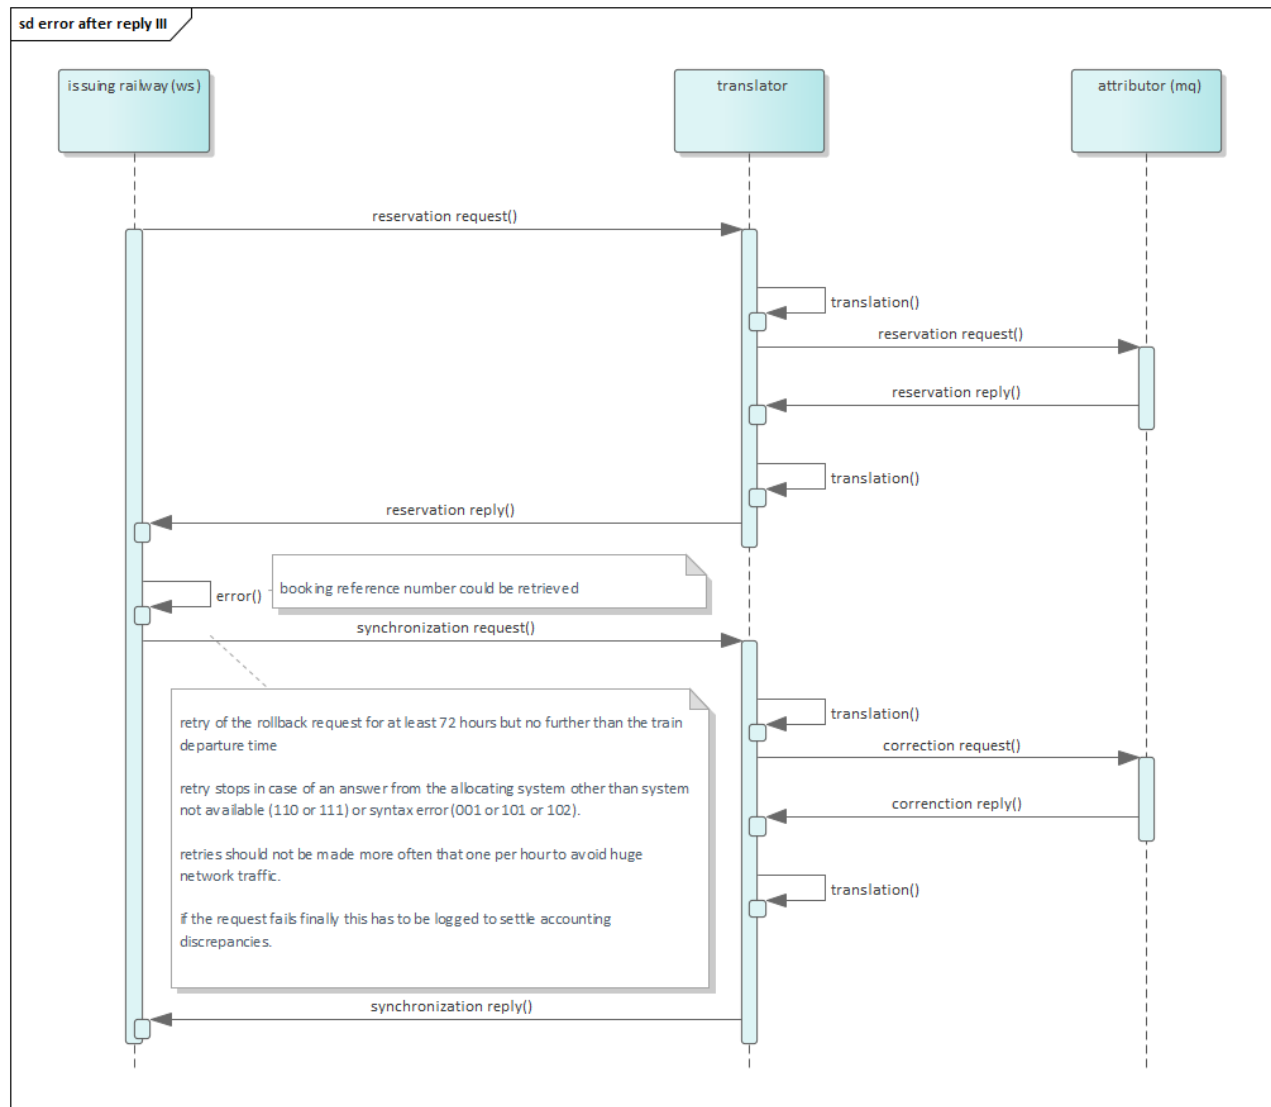 sd error after reply III
issuing railway (ws)
translator
attributor (mq)
reservation request()
translation()
reservation request()
reservation reply()
translation()
reservation reply()
error()
booking reference number could be retrieved
synchronization request()
retry of the rollback request for at least 72 hours but no further than the train
departure time
retry stops in case of an answer from the allocating system other than system
not available (110 or 111) or syntax error (001 or 101 or 102).
retries should not be made more often that one per hour to avoid huge
network traffic.
if the request fails finally this has to be logged to settle accounting
discrepancies.
translation()
correction request()
correnction reply()
translation()
synchronization reply()